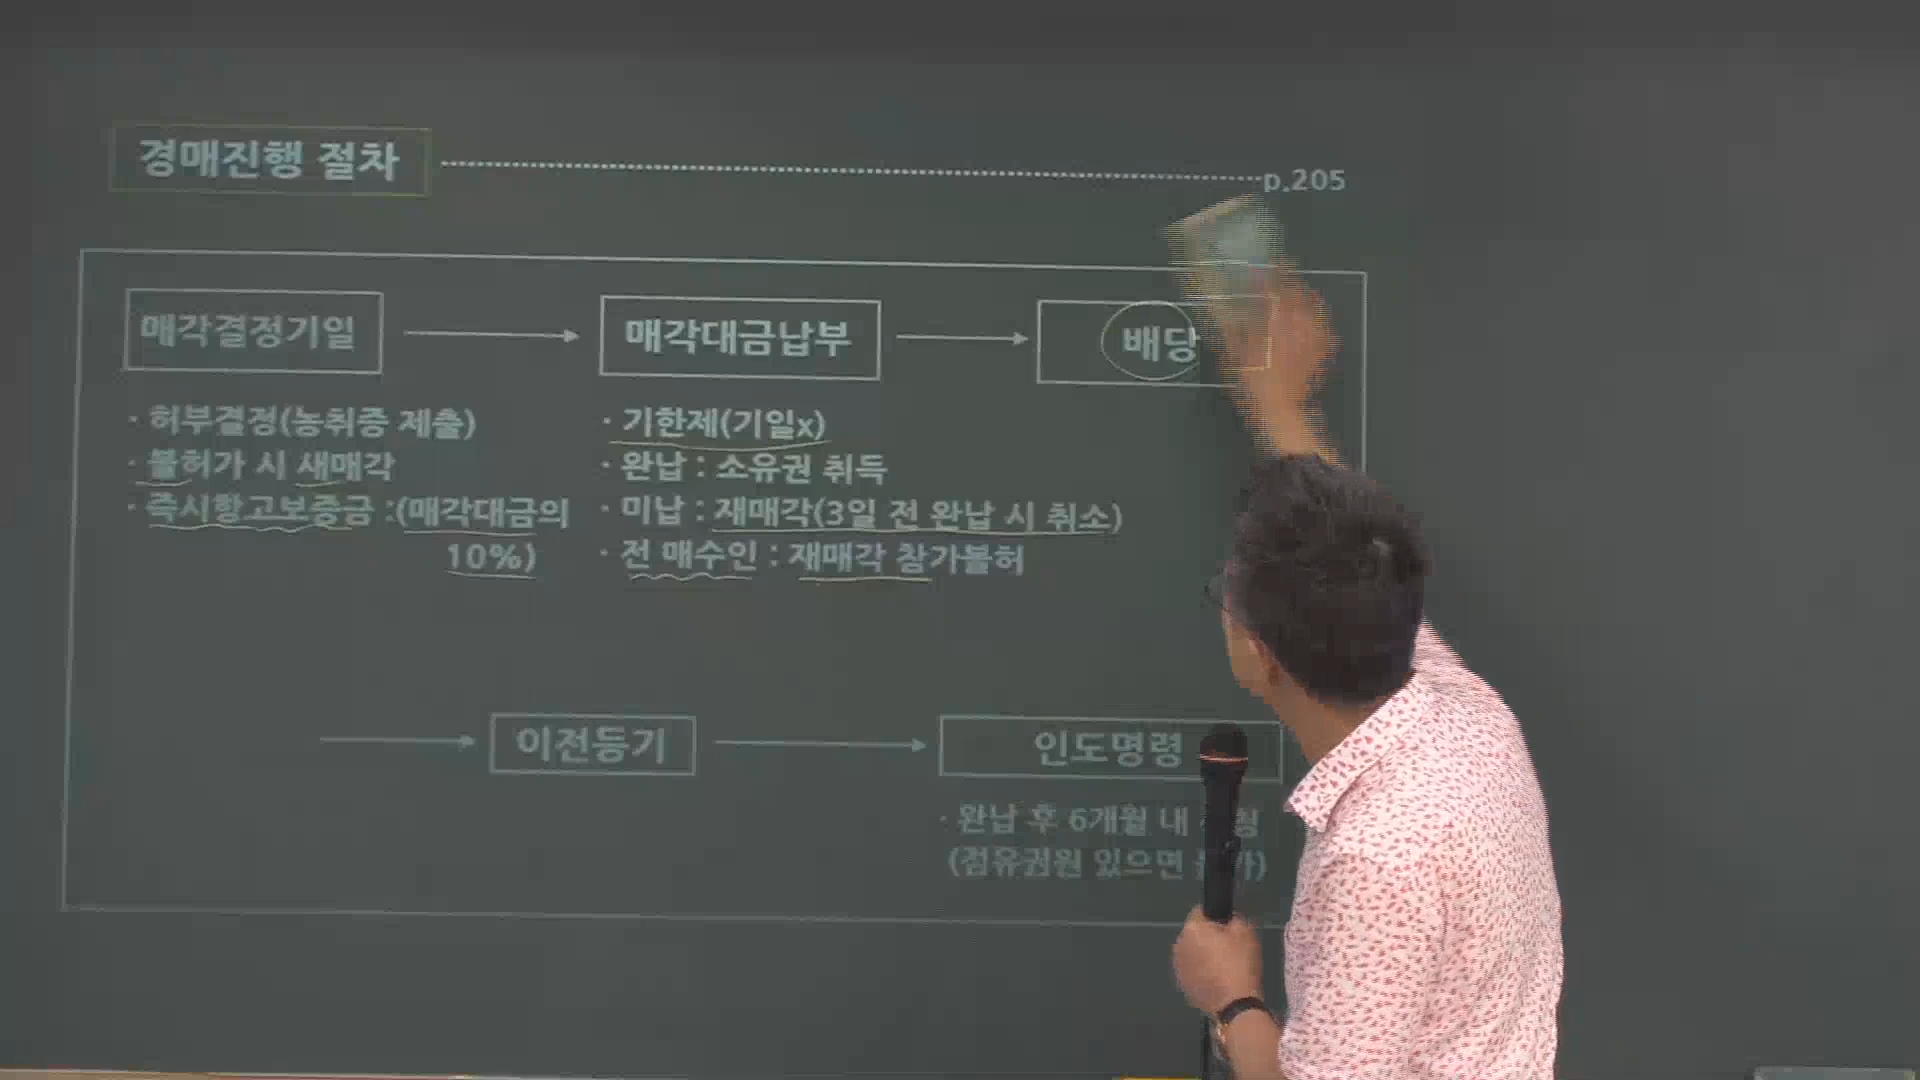 경매진행 절차 p.205
매각결정기일 매각대금납부 배당
· 허부결정(농취증 제출)
· 불허가 시 새매각
· 즉시항고보증금 :(매각대금의
10%)
· 기한제(기일x)
· 완납 : 소유권 취득
· 미납 : 재매각(3일 전 완납 시 취소)
· 전 매수인 : 재매각 참가불허
이전등기 인도명령
· 완납 후 6개월 내
(점유권원 있으면